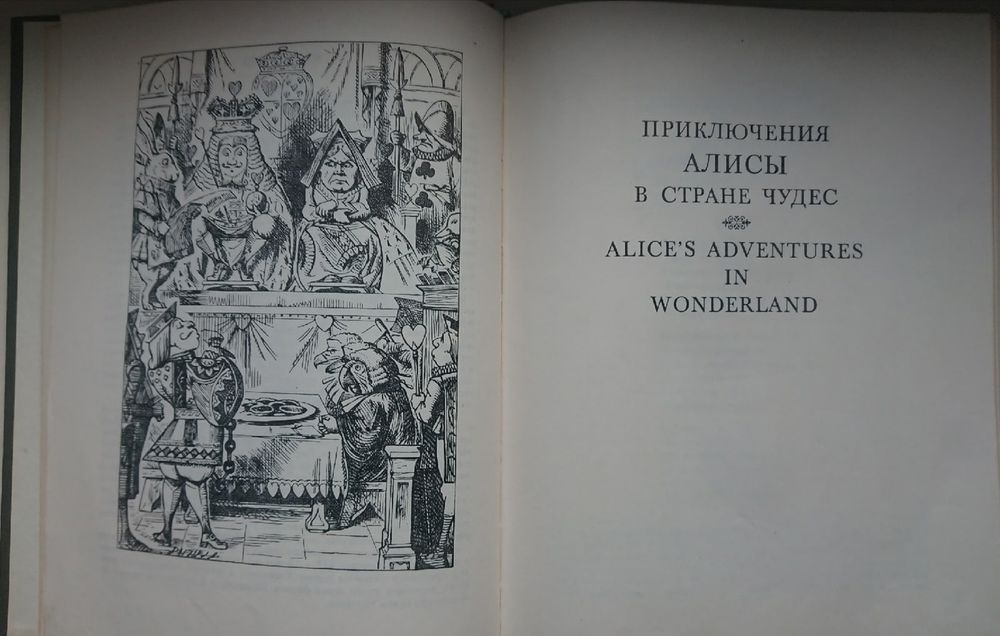 ПРИКЛЮЧЕНИЯ
АЛИСЫ
В СТРАНЕ ЧУДЕС
ALICE'S ADVENTURES
IN
WONDERLAND